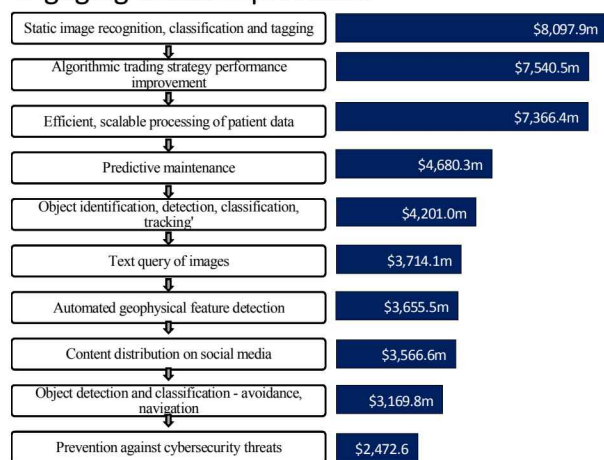 Static image recognition, classification and tagging
$8,097.9m
Algorithmic trading strategy performance
improvement
$7,540.5m
Efficient, scalable processing of patient data
$7,366.4m
Predictive maintenance
$4,680.3m
Object identification, detection, classification,
tracking'
$4,201.0m
Text query of images
$3,714.1m
Automated geophysical feature detection
$3,655.5m
Content distribution on social media
$3,566.6m
Object detection and classification - avoidance,
navigation
$3,169.8m
Prevention against cybersecurity threats
$2,472.6